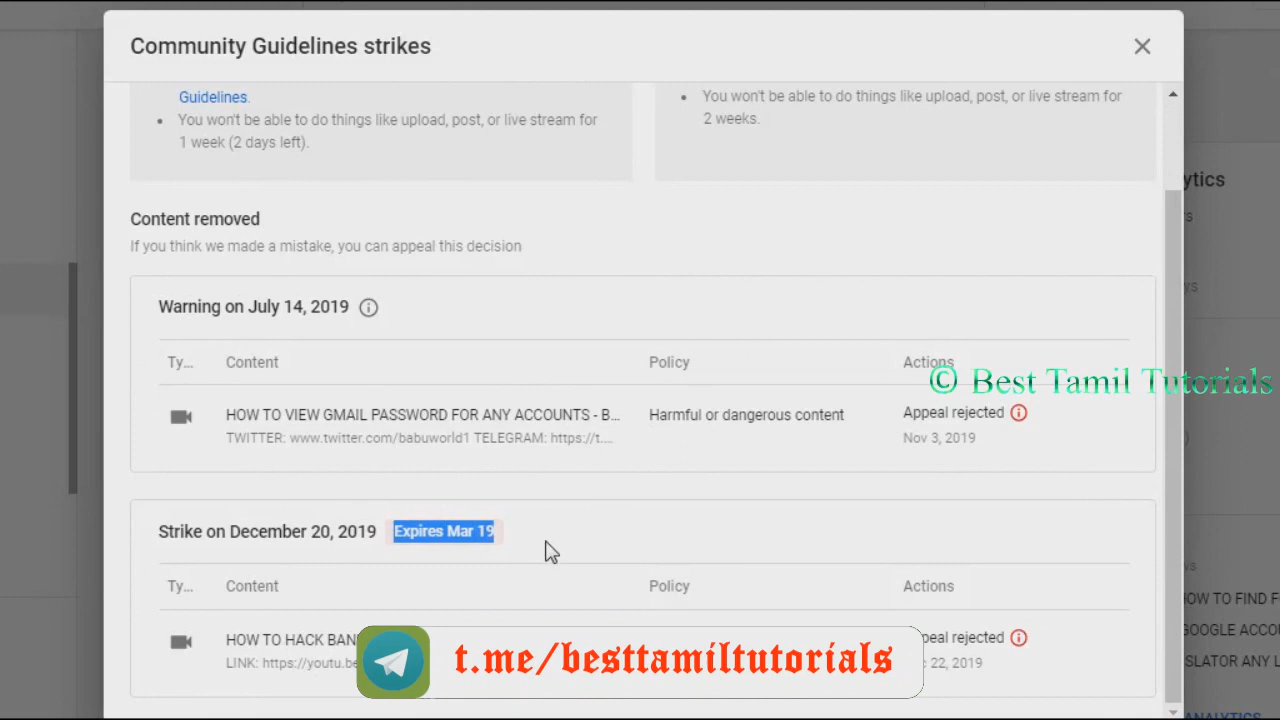 Community Guidelines strikes
Guidelines.
• You won't be able to do things like upload, post, or live stream for
1 week (2 days left).
• You won't be able to do things like upload, post, or live stream for
2 weeks.
Content removed
If you think we made a mistake, you can appeal this decision
Warning on July 14, 2019
Ty... Content Policy Actions
HOW TO VIEW GMAIL PASSWORD FOR ANY ACCOUNTS - B... Harmful or dangerous content Appeal rejected
TWITTER: www.twitter.com/babuworld1 TELEGRAM: https://t.... Nov 3, 2019
© Best Tamil Tutorials
Strike on December 20, 2019 Expires Mar 19
Ty... Content Policy Actions
HOW TO HACK rejected
LINK: https://youtu.be 22, 2019
t.me/besttamiltutorials
HOW TO FIND F
ANALYTICS